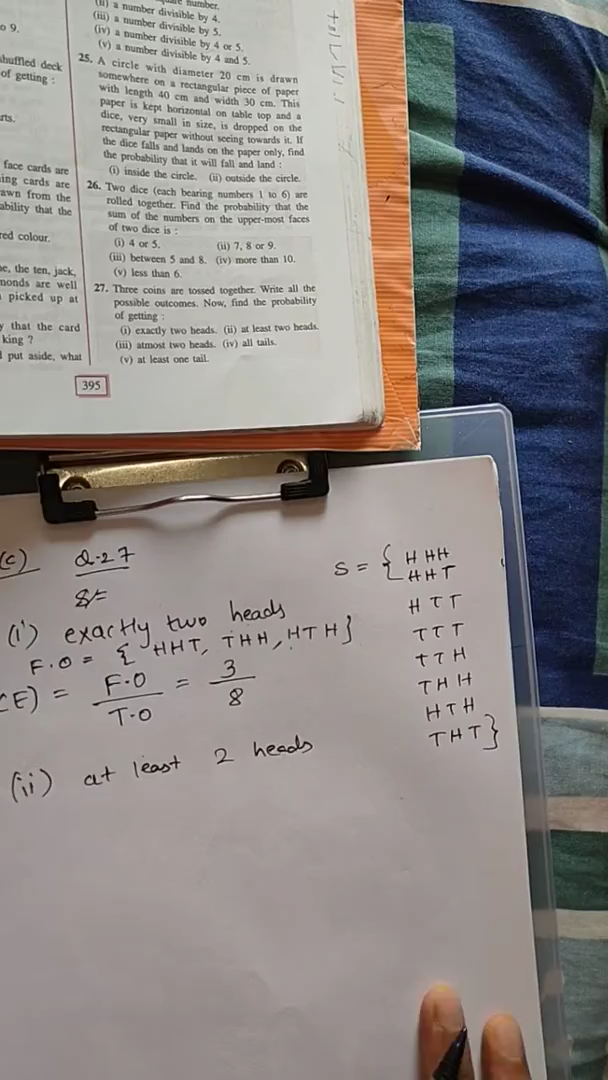 (ii) a number divisible by 4.
(iii) a number divisible by 5.
(iv) a number divisible by 4 or 5.
(v) a number divisible by 4 and 5.
25. A circle with diameter 20 cm is drawn
somewhere on a rectangular piece of paper
with length 40 cm and width 30 cm. This
paper is kept horizontal on table top and a
dice, very small in size, is dropped on the
rectangular paper without seeing towards it. If
the dice falls and lands on the paper only, find
the probability that it will fall and land :
(i) inside the circle. (ii) outside the circle.
26. Two dice (each bearing numbers 1 to 6) are
rolled together. Find the probability that the
sum of the numbers on the upper-most faces
of two dice is :
(i) 4 or 5. (ii) 7, 8 or 9.
(iii) between 5 and 8. (iv) more than 10.
(v) less than 6.
27. Three coins are tossed together. Write all the
possible outcomes. Now, find the probability
of getting :
(i) exactly two heads. (ii) at least two heads.
(iii) atmost two heads. (iv) all tails.
(v) at least one tail.
o 9.
shuffled deck
of getting :
rts.
face cards are
ing cards are
awn from the
ability that the
red colour.
e, the ten, jack,
monds are well
picked up at
y that the card
king ?
put aside, what
395
(c) Q.27
(i) exactly two heads
F.O = { HHT, THH, HTH}
(E) = F.O / T.O = 3 / 8
(ii) at least 2 heads
S = { HHH
HHT
HTT
TTT
TTH
THH
HTH
THT}